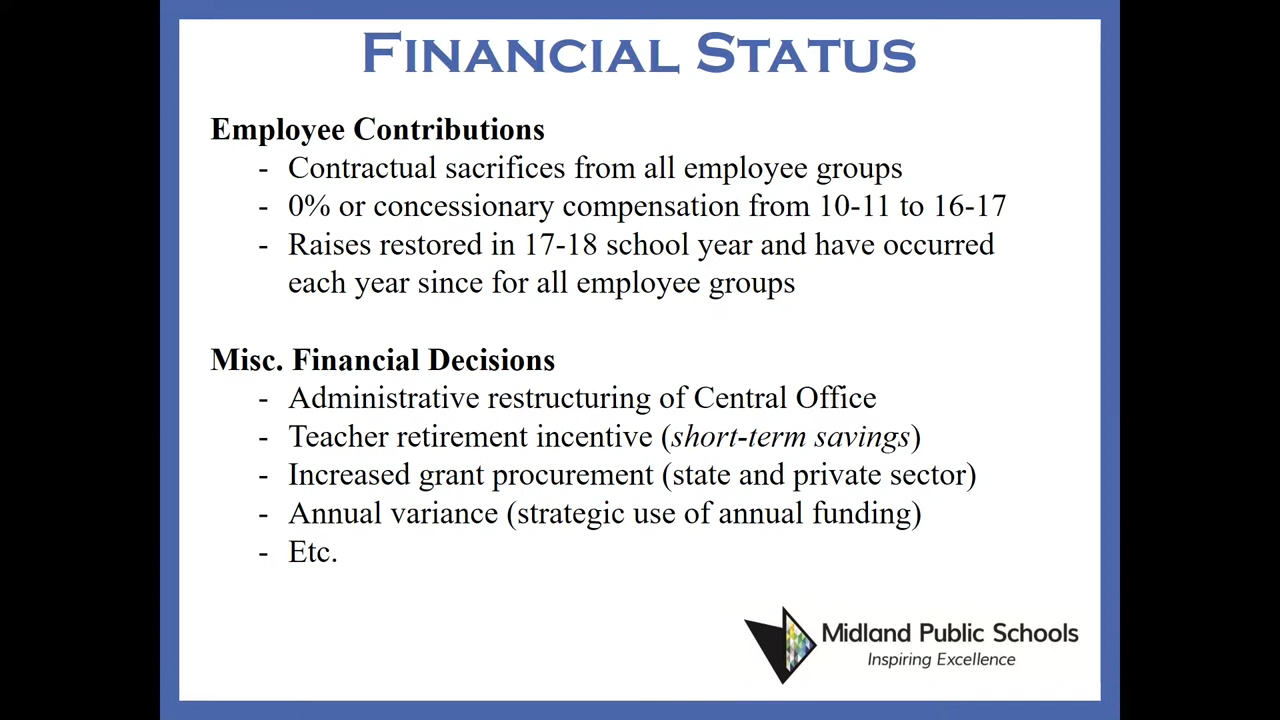 FINANCIAL STATUS
Employee Contributions
- Contractual sacrifices from all employee groups
- 0% or concessionary compensation from 10-11 to 16-17
- Raises restored in 17-18 school year and have occurred
each year since for all employee groups
Misc. Financial Decisions
- Administrative restructuring of Central Office
- Teacher retirement incentive (short-term savings)
- Increased grant procurement (state and private sector)
- Annual variance (strategic use of annual funding)
- Etc.
Midland Public Schools
Inspiring Excellence